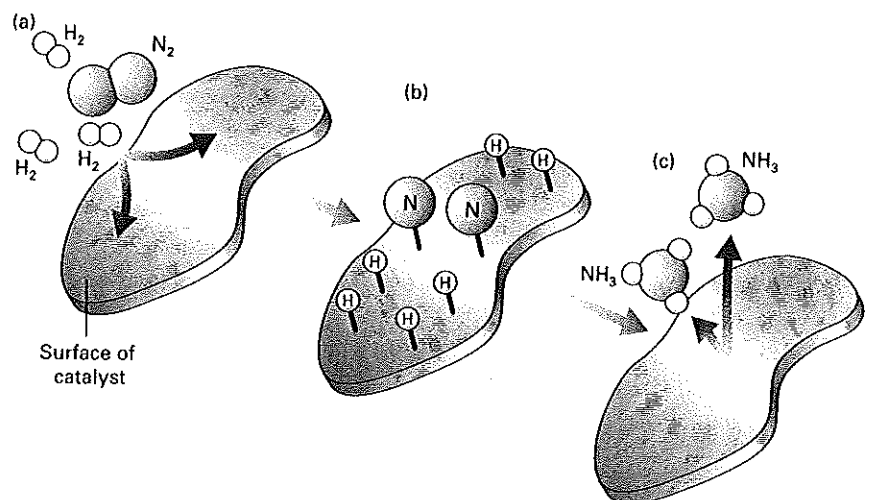 (a)
H₂
N₂
H₂
H₂
Surface of
catalyst
(b)
H
H
N
N
H
H
H
H
(c)
NH₃
NH₃